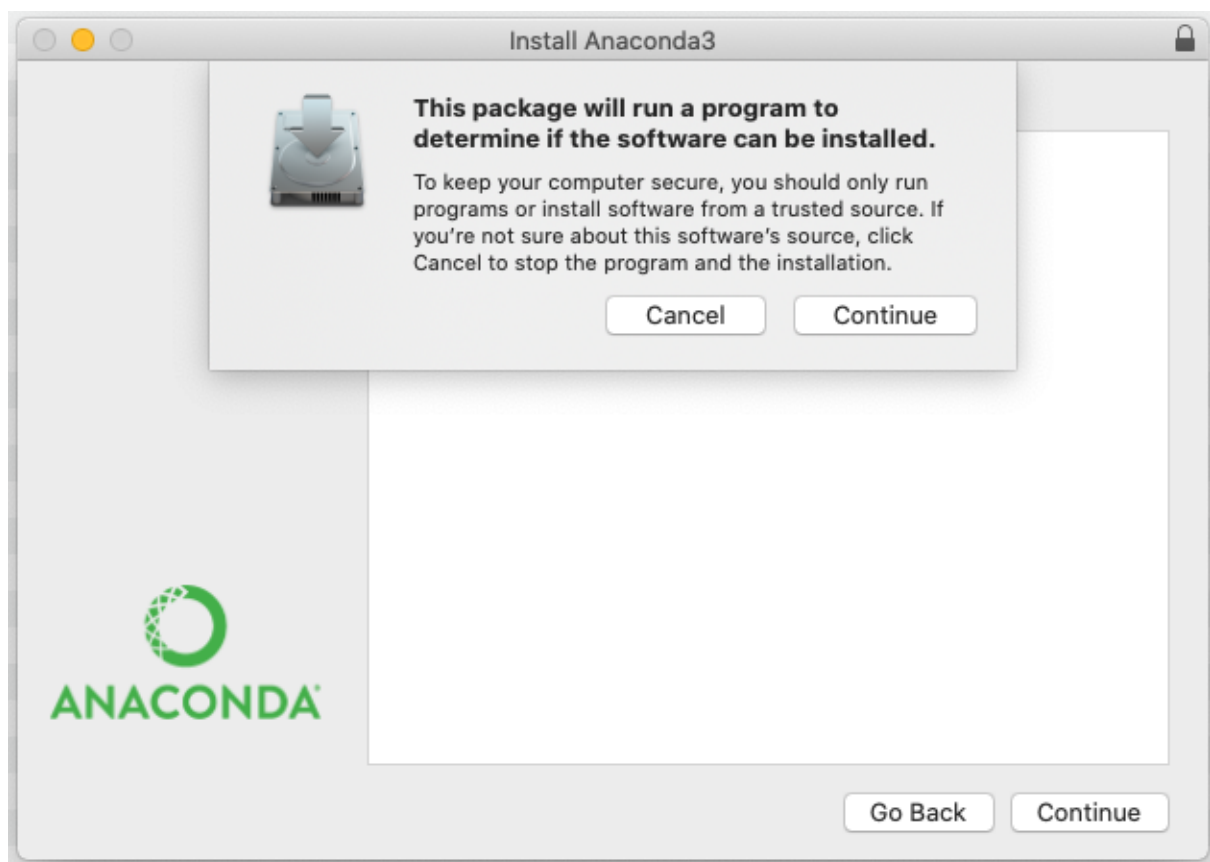 Install Anaconda3
This package will run a program to
determine if the software can be installed.
To keep your computer secure, you should only run
programs or install software from a trusted source. If
you’re not sure about this software’s source, click
Cancel to stop the program and the installation.
Cancel
Continue
ANACONDA
Go Back
Continue